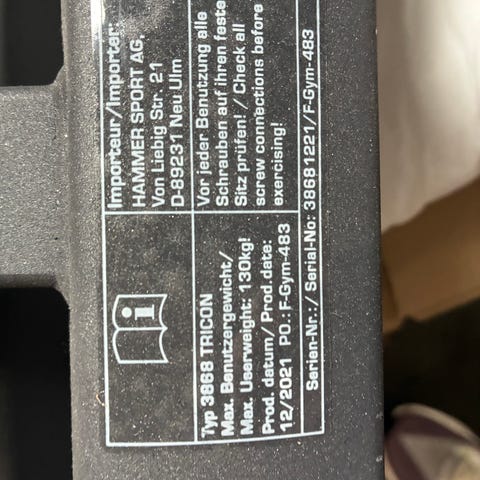 Importeur/Importer:
HAMMER SPORT AG,
Von Liebig Str. 21
D-89231 Neu Ulm
Typ 3868 TRICON
Max. Benutzergewicht/
Max. Userweight: 130kg!
Prod. datum/ Prod.date:
12/2021 PO.: F-Gym-483
Vor jeder Benutzung alle
Schrauben auf ihren feste
Sitz prüfen! / Check all
screw connections before
exercising!
Serien-Nr.:/ Serial-No: 38681221/F-Gym-483